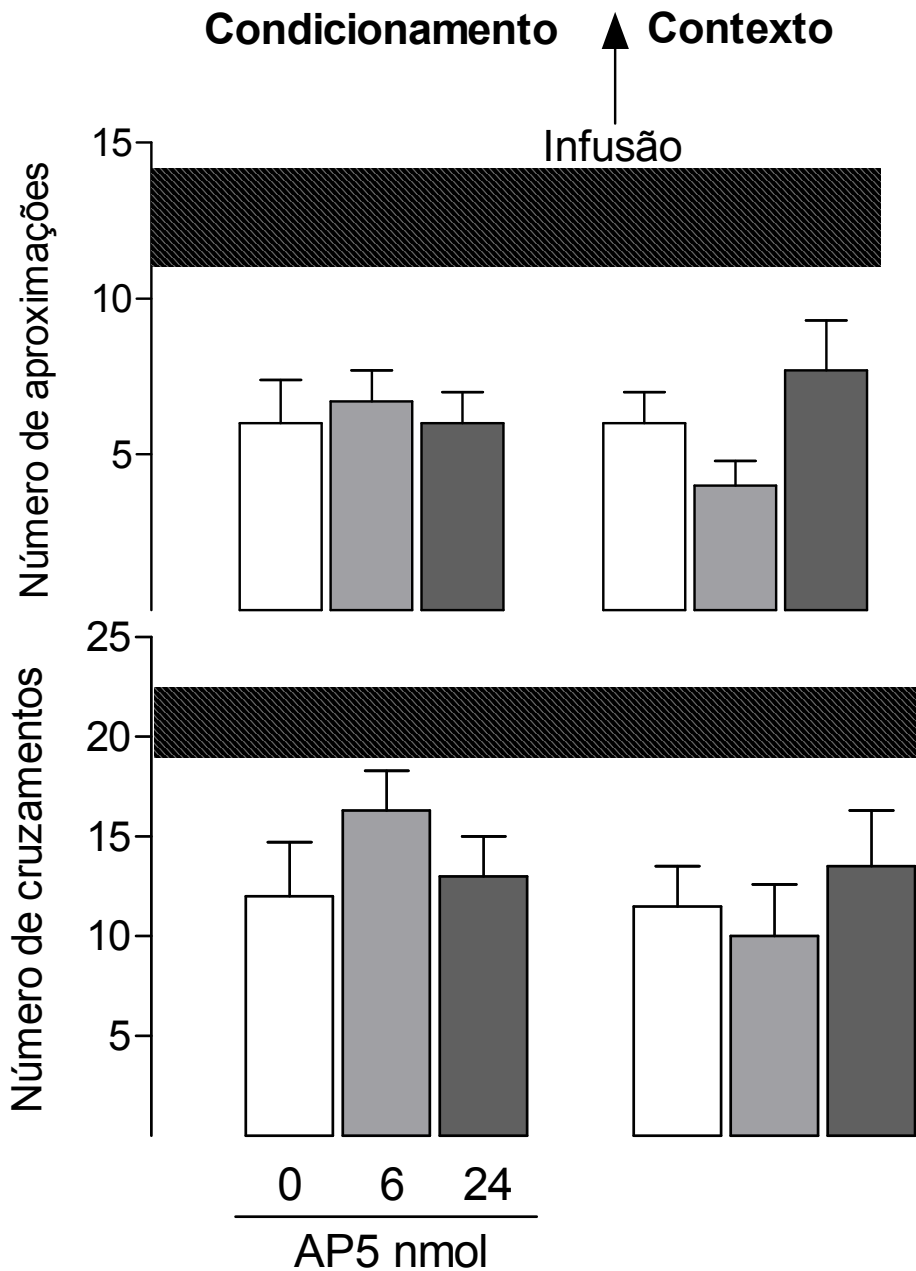 Condicionamento Contexto
Infusão
Número de aproximações
15
10
5
Número de cruzamentos
25
20
15
10
5
0 6 24
AP5 nmol